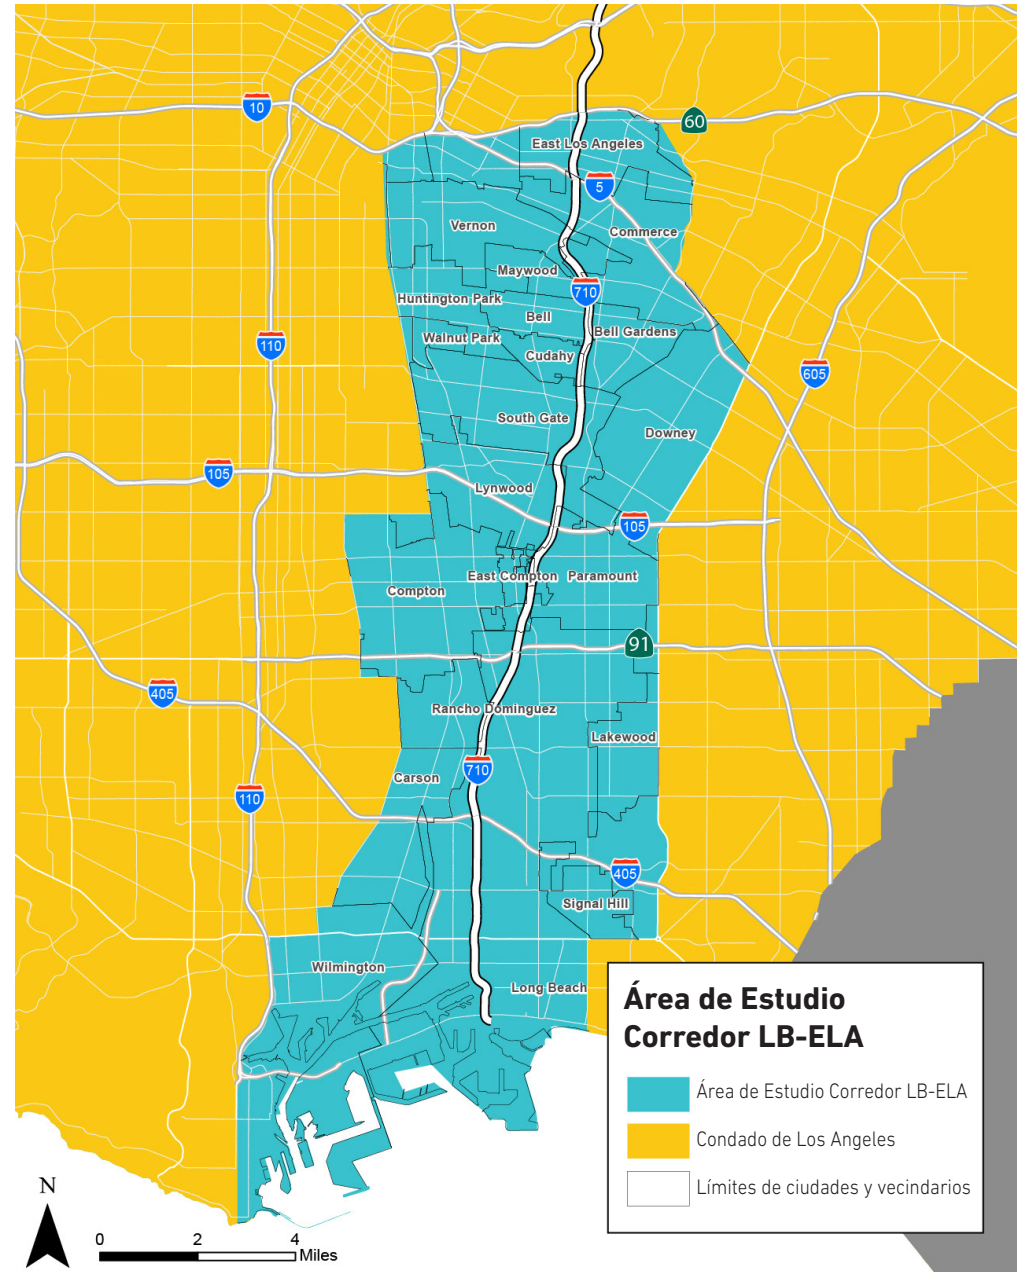 10
60
East Los Angeles
5
Vernon
Commerce
Maywood
710
Huntington Park
Bell
Bell Gardens
Walnut Park
110
Cudahy
605
South Gate
Downey
105
Lynwood
105
East Compton
Paramount
Compton
91
405
Rancho Dominguez
Lakewood
710
Carson
110
405
Signal Hill
Wilmington
Long Beach
Área de Estudio
Corredor LB-ELA
Área de Estudio Corredor LB-ELA
Condado de Los Angeles
Límites de ciudades y vecindarios
N
0 2 4
Miles